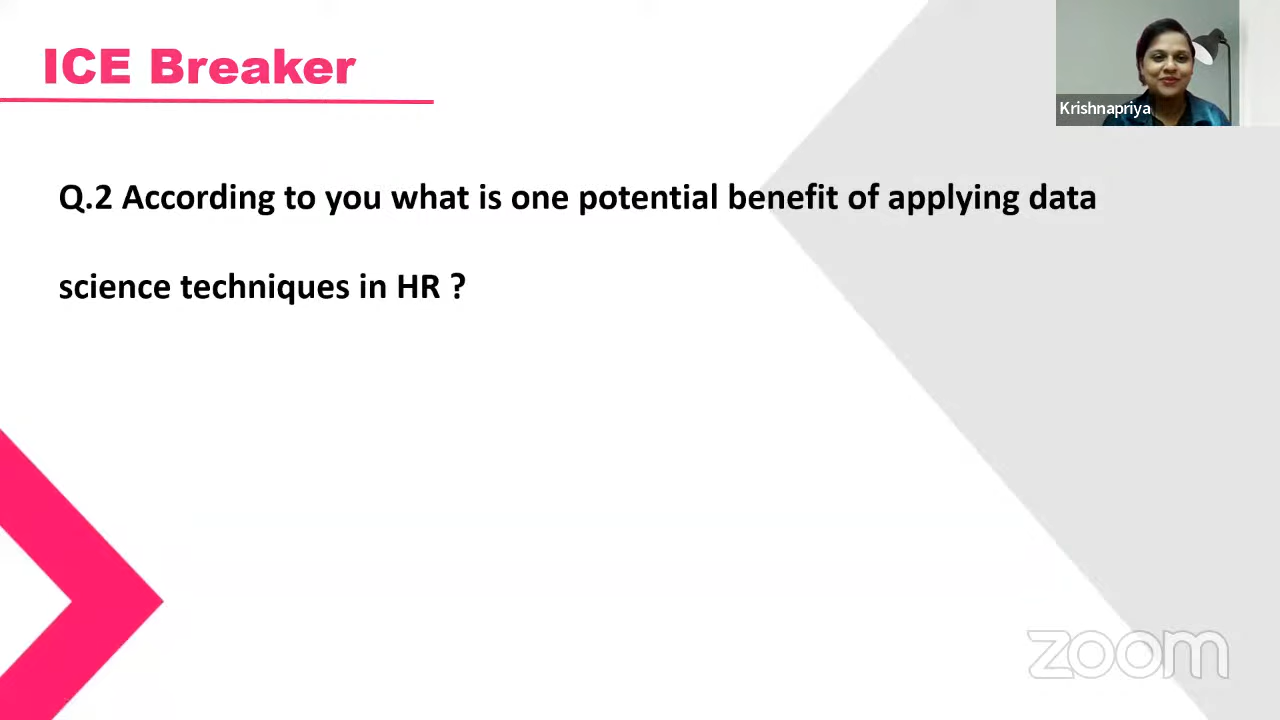 ICE Breaker
Krishnapriya
Q.2 According to you what is one potential benefit of applying data
science techniques in HR ?
zoom